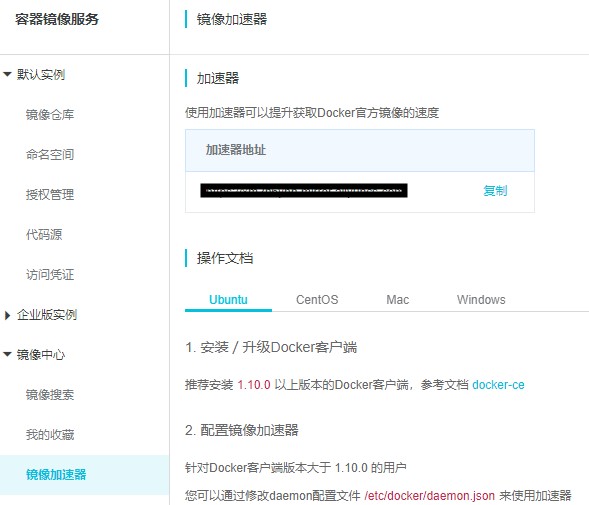 容器镜像服务
镜像加速器
默认实例
镜像仓库
命名空间
授权管理
代码源
访问凭证
企业版实例
镜像中心
镜像搜索
我的收藏
镜像加速器
加速器
使用加速器可以提升获取Docker官方镜像的速度
加速器地址
复制
操作文档
Ubuntu CentOS Mac Windows
1. 安装 / 升级Docker客户端
推荐安装 1.10.0 以上版本的Docker客户端，参考文档 docker-ce
2. 配置镜像加速器
针对Docker客户端版本大于 1.10.0 的用户
您可以通过修改daemon配置文件 /etc/docker/daemon.json 来使用加速器